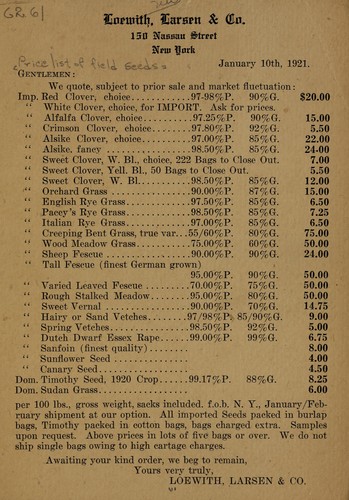 6261
Loewith, Larsen & Co.
150 Nassau Street
New York
Price list of field seeds.
January 10th, 1921.
GENTLEMEN:
We quote, subject to prior sale and market fluctuation:
Imp. Red Clover, choice............97-98%P. 90%G. $20.00
" White Clover, choice, for IMPORT. Ask for prices.
" Alfalfa Clover, choice............97.25%P. 90%G. 15.00
" Crimson Clover, choice.........97.80%P. 92%G. 5.50
" Alsike Clover, choice............97.00%P. 85%G. 22.00
" Alsike, fancy....................98.50%P. 85%G. 24.00
" Sweet Clover, W. Bl., choice, 222 Bags to Close Out. 7.00
" Sweet Clover, Yell. Bl., 50 Bags to Close Out. 5.50
" Sweet Clover, W. Bl............98.50%P. 85%G. 12.00
" Orchard Grass...................90.00%P. 87%G. 15.00
" English Rye Grass...............97.50%P. 85%G. 6.50
" Pacey's Rye Grass...............98.50%P. 85%G. 7.25
" Italian Rye Grass................97.00%P. 85%G. 6.50
" Creeping Bent Grass, true var...55/60%P. 80%G. 75.00
" Wood Meadow Grass............75.00%P. 60%G. 50.00
" Sheep Fescue....................90.00%P. 90%G. 24.00
" Tall Fescue (finest German grown)
95.00%P. 90%G. 50.00
" Varied Leaved Fescue...........70.00%P. 75%G. 50.00
" Rough Stalked Meadow.........95.00%P. 80%G. 50.00
" Sweet Vernal....................90.00%P. 70%G. 14.75
" Hairy or Sand Vetches.........97/98%P. 85/90%G. 9.00
" Spring Vetches..................98.50%P. 92%G. 5.00
" Dutch Dwarf Essex Rape.......99.00%P. 99%G. 6.75
" Sanfoin (finest quality).................... 8.00
" Sunflower Seed............................. 4.00
" Canary Seed................................ 4.50
Dom. Timothy Seed, 1920 Crop......99.17%P. 88%G. 8.25
Dom. Sudan Grass............................ 6.00
per 100 lbs., gross weight, sacks included. f.o.b. N. Y., January/Feb-
ruary shipment at our option. All imported Seeds packed in burlap
bags, Timothy packed in cotton bags, bags charged extra. Samples
upon request. Above prices in lots of five bags or over. We do not
ship single bags owing to high cartage charges.
Awaiting your kind order, we beg to remain,
Yours very truly,
LOEWITH, LARSEN & CO.